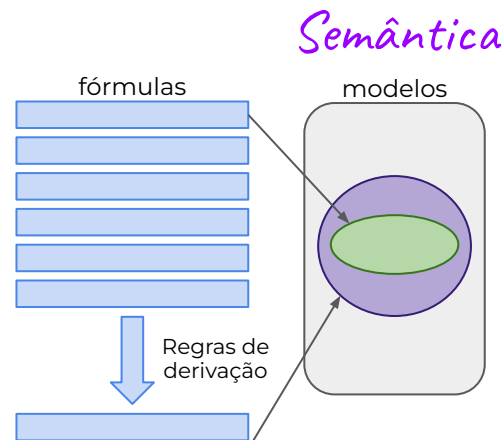 Semântica
fórmulas
modelos
Regras de
derivação